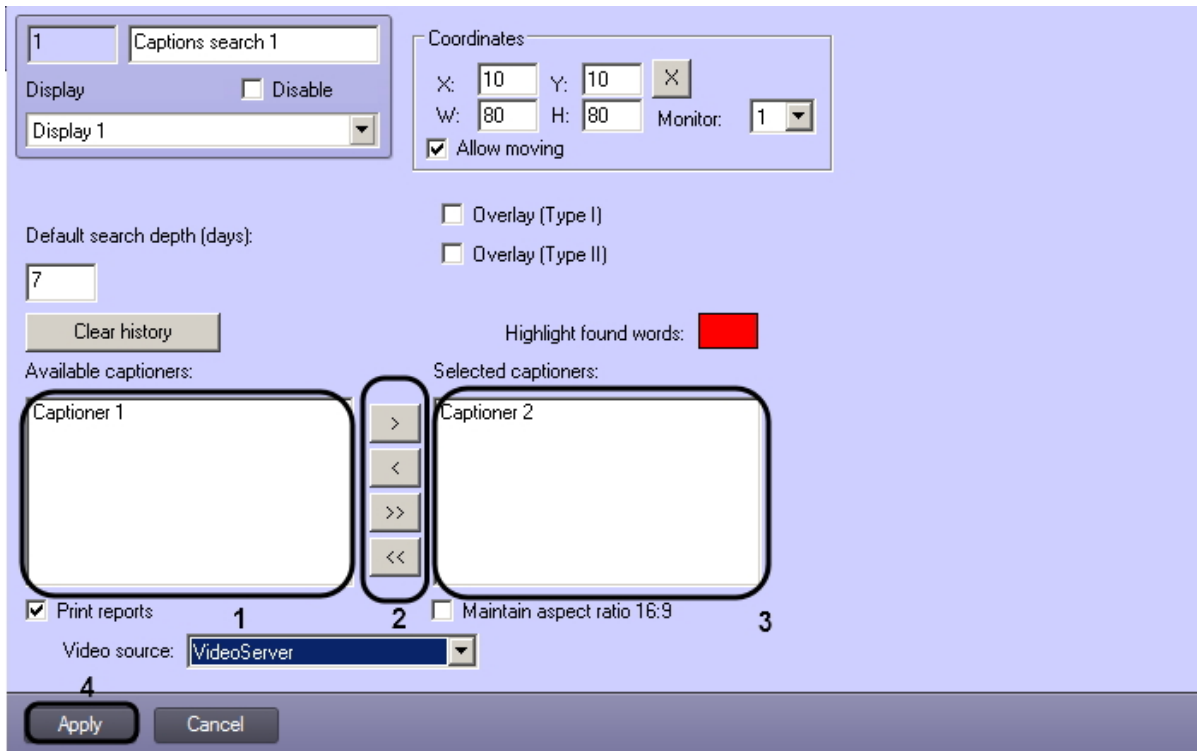 1 Captions search 1
Display Disable
Display 1
Coordinates
X: 10 Y: 10 X
W: 80 H: 80 Monitor: 1
Allow moving
Overlay (Type I)
Overlay (Type II)
Default search depth (days):
7
Clear history
Highlight found words:
Available captioners:
Selected captioners:
Captioner 1
>
<
>>
<<
Captioner 2
Print reports
1
2
Maintain aspect ratio 16:9
3
Video source: VideoServer
4
Apply Cancel